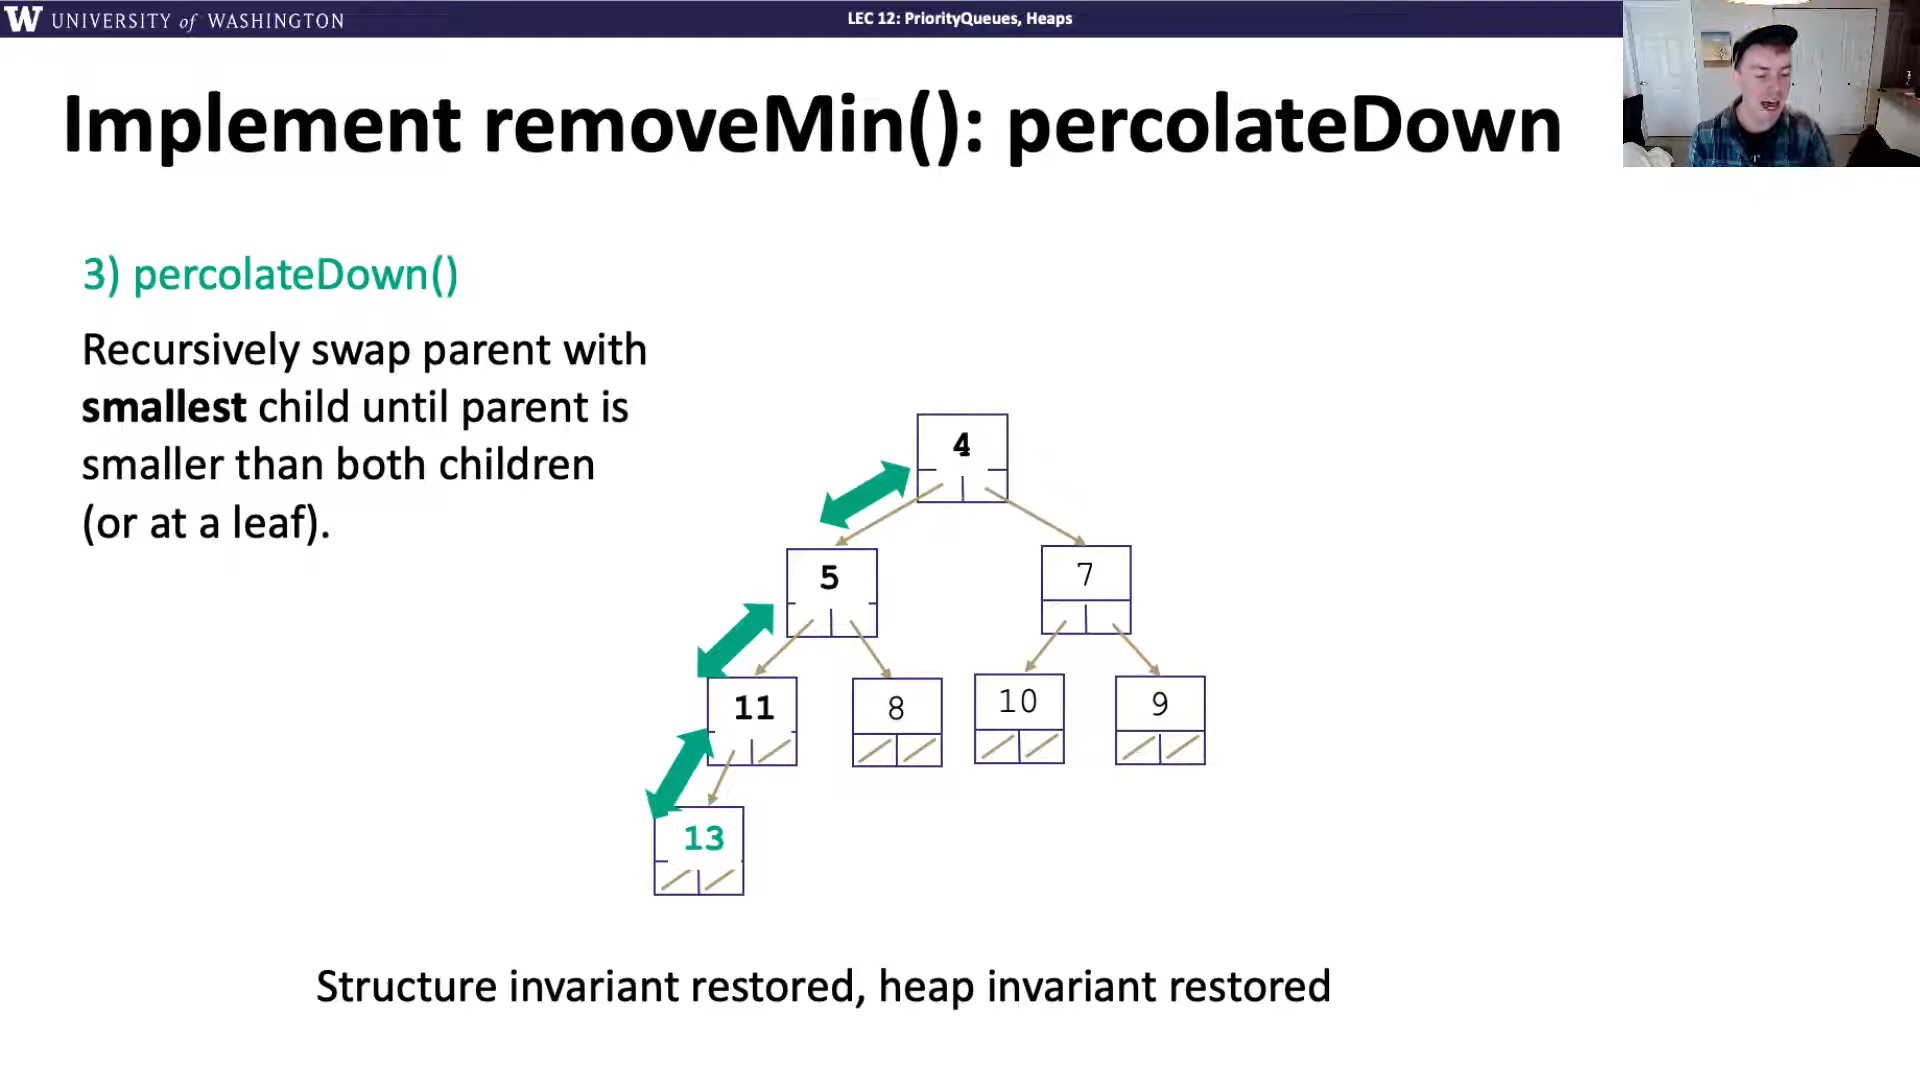 W UNIVERSITY of WASHINGTON
LEC 12: PriorityQueues, Heaps
Implement removeMin(): percolateDown
3) percolateDown()
Recursively swap parent with
smallest child until parent is
smaller than both children
(or at a leaf).
4
5
7
11
8
10
9
13
Structure invariant restored, heap invariant restored